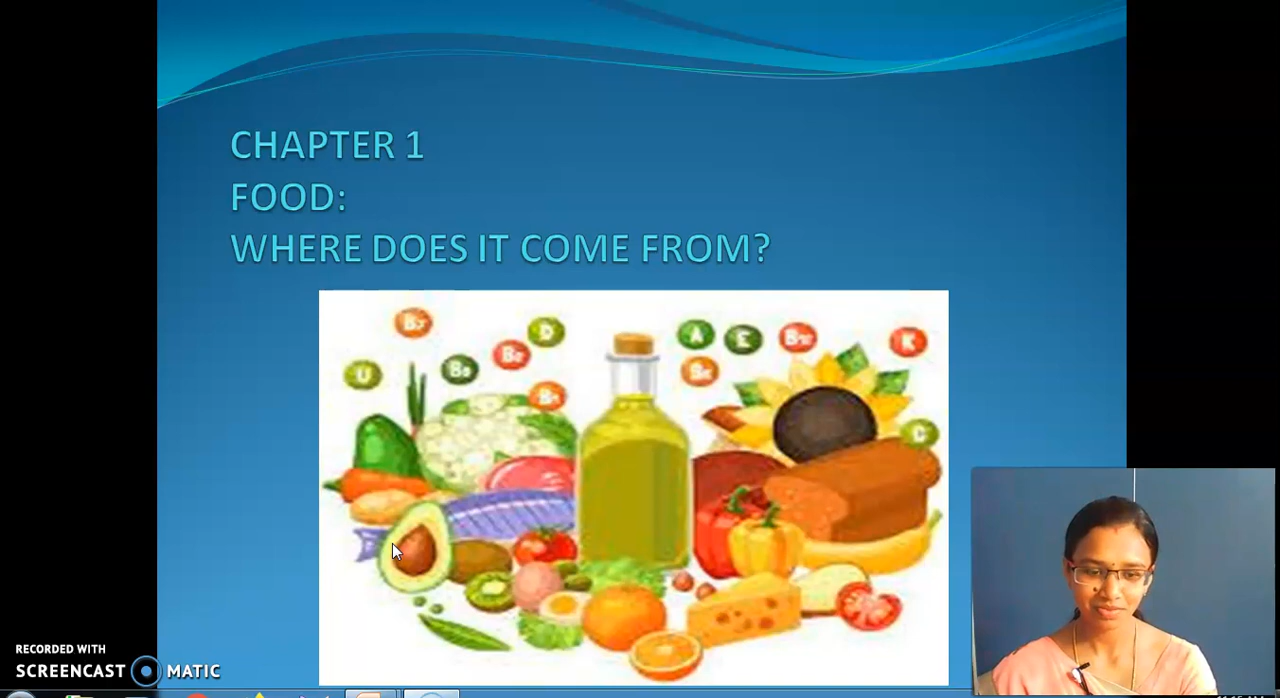 CHAPTER 1
FOOD:
WHERE DOES IT COME FROM?
D
A
E
K
U
C
RECORDED WITH
SCREENCAST MATIC